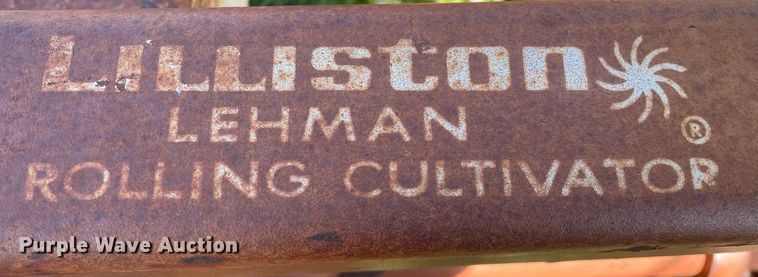 Lilliston
LEHMAN ®
ROLLING CULTIVATOR
Purple Wave Auction